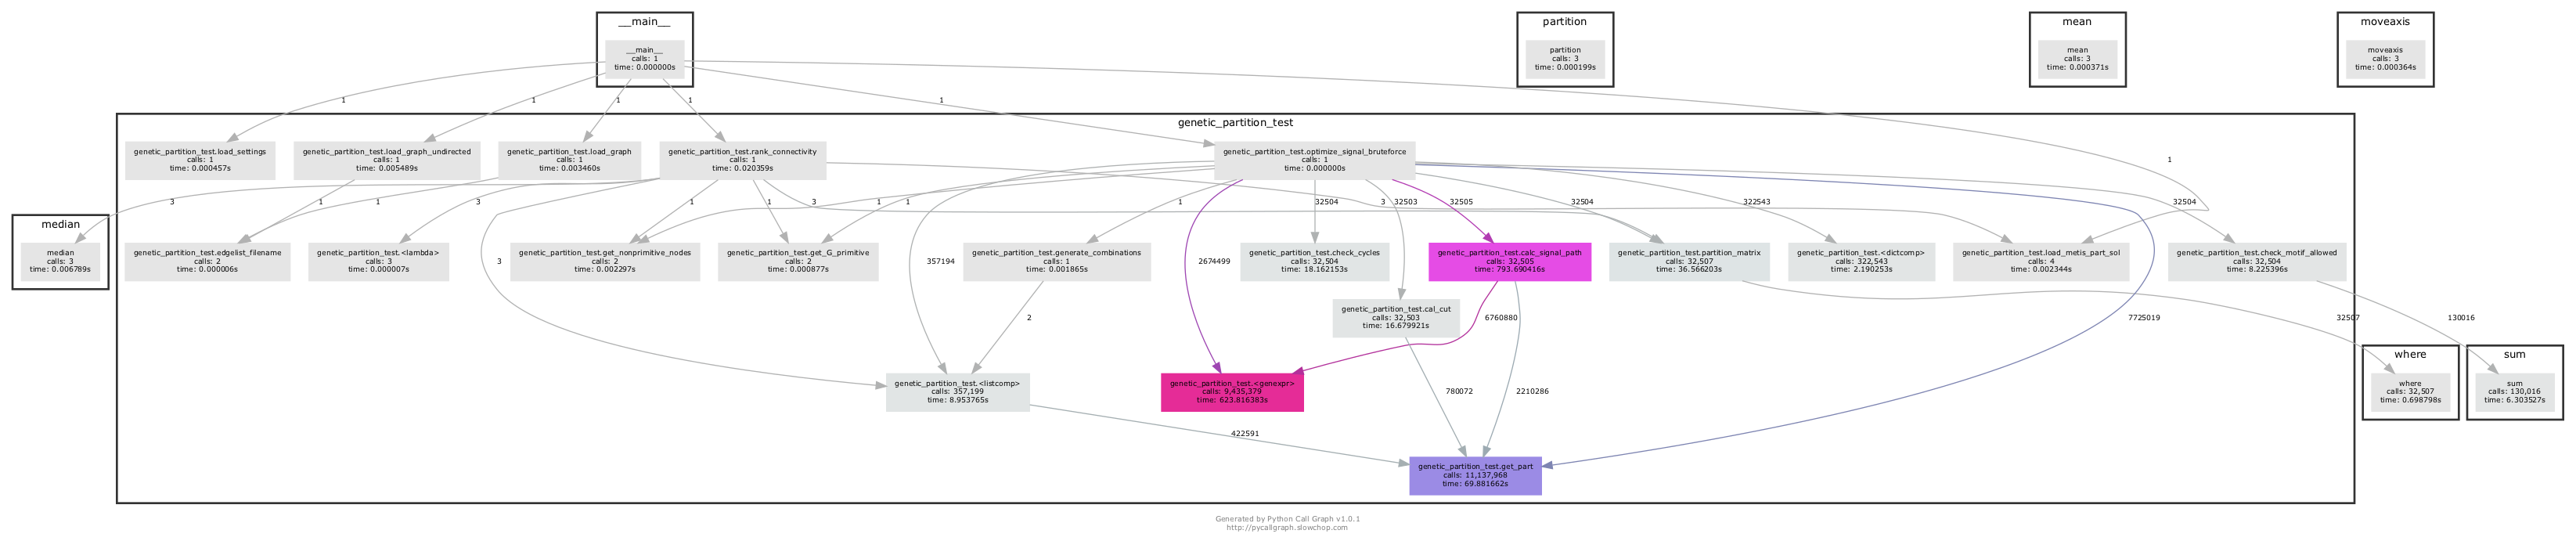 __main__
__main__
calls: 1
time: 0.000000s
partition
partition
calls: 3
time: 0.000199s
mean
mean
calls: 3
time: 0.000371s
moveaxis
moveaxis
calls: 3
time: 0.000364s
1
1
1
1
1
genetic_partition_test
genetic_partition_test.load_settings
calls: 1
time: 0.000457s
genetic_partition_test.load_graph_undirected
calls: 1
time: 0.005489s
genetic_partition_test.load_graph
calls: 1
time: 0.003460s
genetic_partition_test.rank_connectivity
calls: 1
time: 0.020359s
genetic_partition_test.optimize_signal_bruteforce
calls: 1
time: 0.000000s
1
3
1
1
3
1
1
3
1
1
1
32504
3
32503
32505
32504
322543
32504
median
median
calls: 3
time: 0.006789s
genetic_partition_test.edgelist_filename
calls: 2
time: 0.000006s
genetic_partition_test.<lambda>
calls: 3
time: 0.000007s
genetic_partition_test.get_nonprimitive_nodes
calls: 2
time: 0.002297s
genetic_partition_test.get_G_primitive
calls: 2
time: 0.000877s
genetic_partition_test.generate_combinations
calls: 1
time: 0.001865s
genetic_partition_test.check_cycles
calls: 32,504
time: 18.162153s
genetic_partition_test.calc_signal_path
calls: 32,505
time: 793.690416s
genetic_partition_test.partition_matrix
calls: 32,507
time: 36.566203s
genetic_partition_test.<dictcomp>
calls: 322,543
time: 2.190253s
genetic_partition_test.load_metis_part_sol
calls: 4
time: 0.002344s
genetic_partition_test.check_motif_allowed
calls: 32,504
time: 8.225396s
3
357194
2674499
2
genetic_partition_test.cal_cut
calls: 32,503
time: 16.679921s
6760880
7725019
32507
130016
where
where
calls: 32,507
time: 0.698798s
sum
sum
calls: 130,016
time: 6.303527s
genetic_partition_test.<listcomp>
calls: 357,199
time: 8.953765s
genetic_partition_test.<genexpr>
calls: 9,435,379
time: 623.816383s
780072
2210286
422591
genetic_partition_test.get_part
calls: 11,137,968
time: 69.881662s
Generated by Python Call Graph v1.0.1
http://pycallgraph.slowchop.com